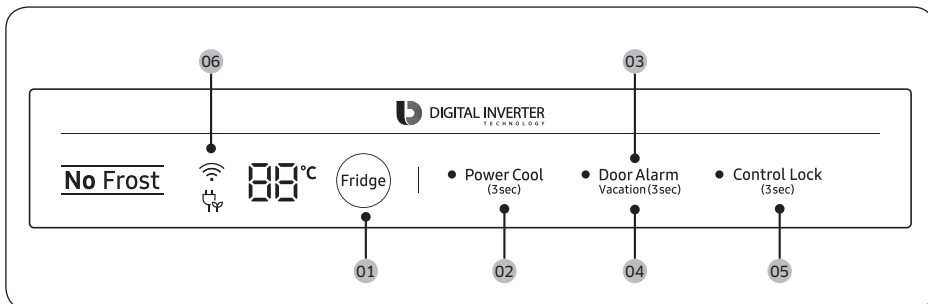 06
03
DIGITAL INVERTER
TECHNOLOGY
No Frost
88°C
Fridge
Power Cool
(3sec)
Door Alarm
Vacation(3sec)
Control Lock
(3sec)
01
02
04
05